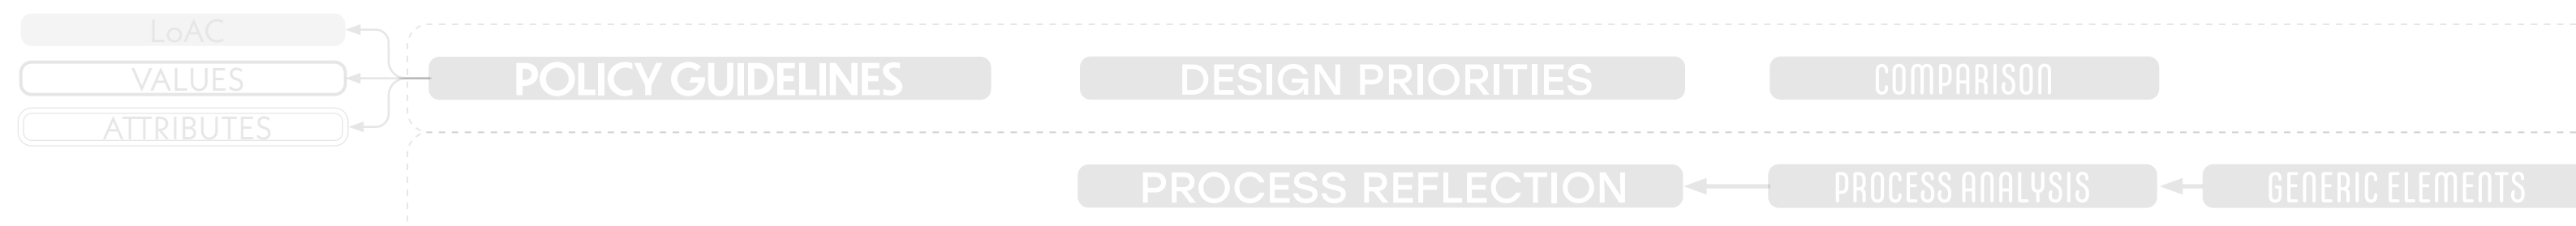 LoAC
VALUES
ATTRIBUTES
POLICY GUIDELINES
DESIGN PRIORITIES
COMPARISON
PROCESS REFLECTION
PROCESS ANALYSIS
GENERIC ELEMENTS